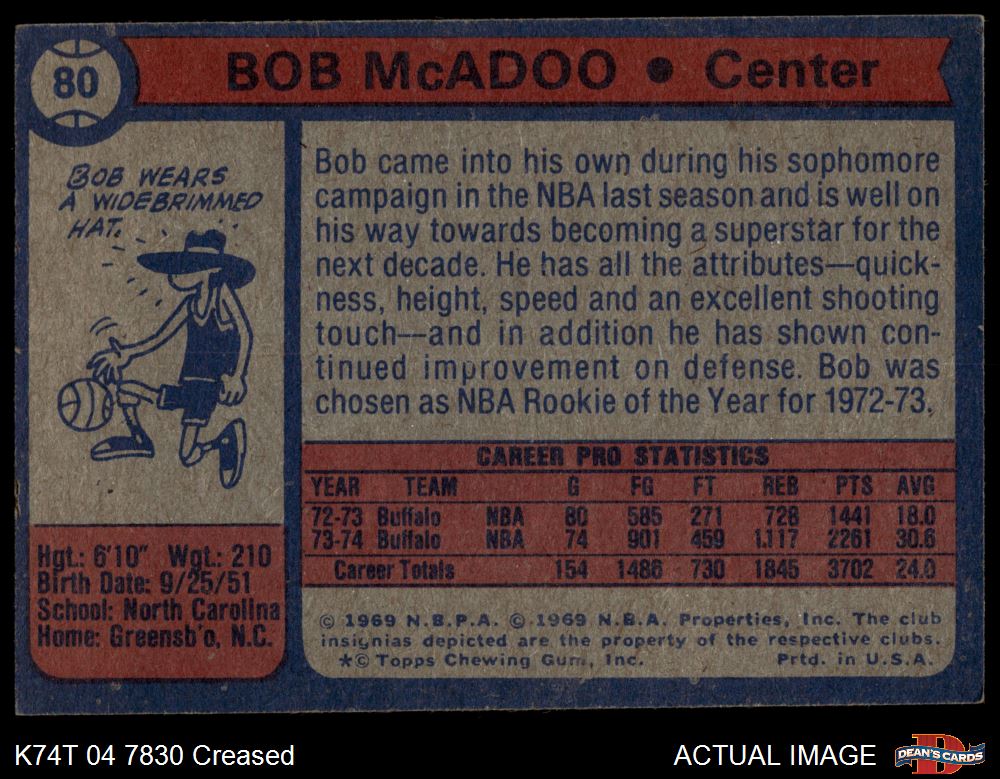 80
BOB McADOO ● Center
BOB WEARS
A WIDEBRIMMED
HAT.
Bob came into his own during his sophomore
campaign in the NBA last season and is well on
his way towards becoming a superstar for the
next decade. He has all the attributes—quick-
ness, height, speed and an excellent shooting
touch—and in addition he has shown con-
tinued improvement on defense. Bob was
chosen as NBA Rookie of the Year for 1972-73.
CAREER PRO STATISTICS
YEAR TEAM G FG FT REB PTS AVG
72-73 Buffalo NBA 80 585 271 728 1441 18.0
73-74 Buffalo NBA 74 901 459 1117 2261 30.6
Career Totals 154 1486 730 1845 3702 24.0
Hgt.: 6'10" Wgt.: 210
Birth Date: 9/25/51
School: North Carolina
Home: Greensb'o, N.C.
© 1969 N.B.P.A. © 1969 N.B.A. Properties, Inc. The club
insignias depicted are the property of the respective clubs.
*© Topps Chewing Gum, Inc. Prtd. in U.S.A.
K74T 04 7830 Creased
ACTUAL IMAGE
D
DEAN'S CARDS